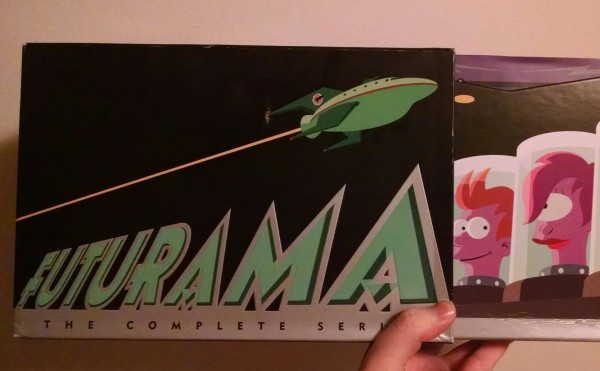 FUTURAMA
THE COMPLETE SERI